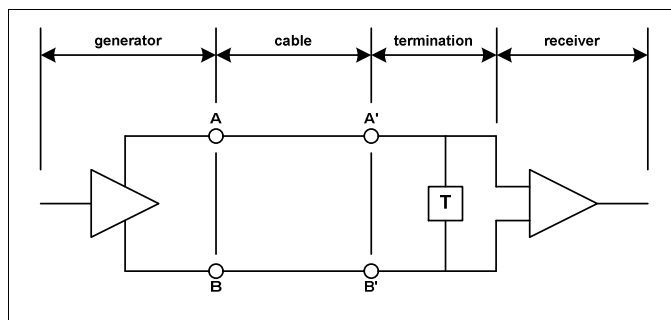 generator cable termination receiver
A A'
T
B B'